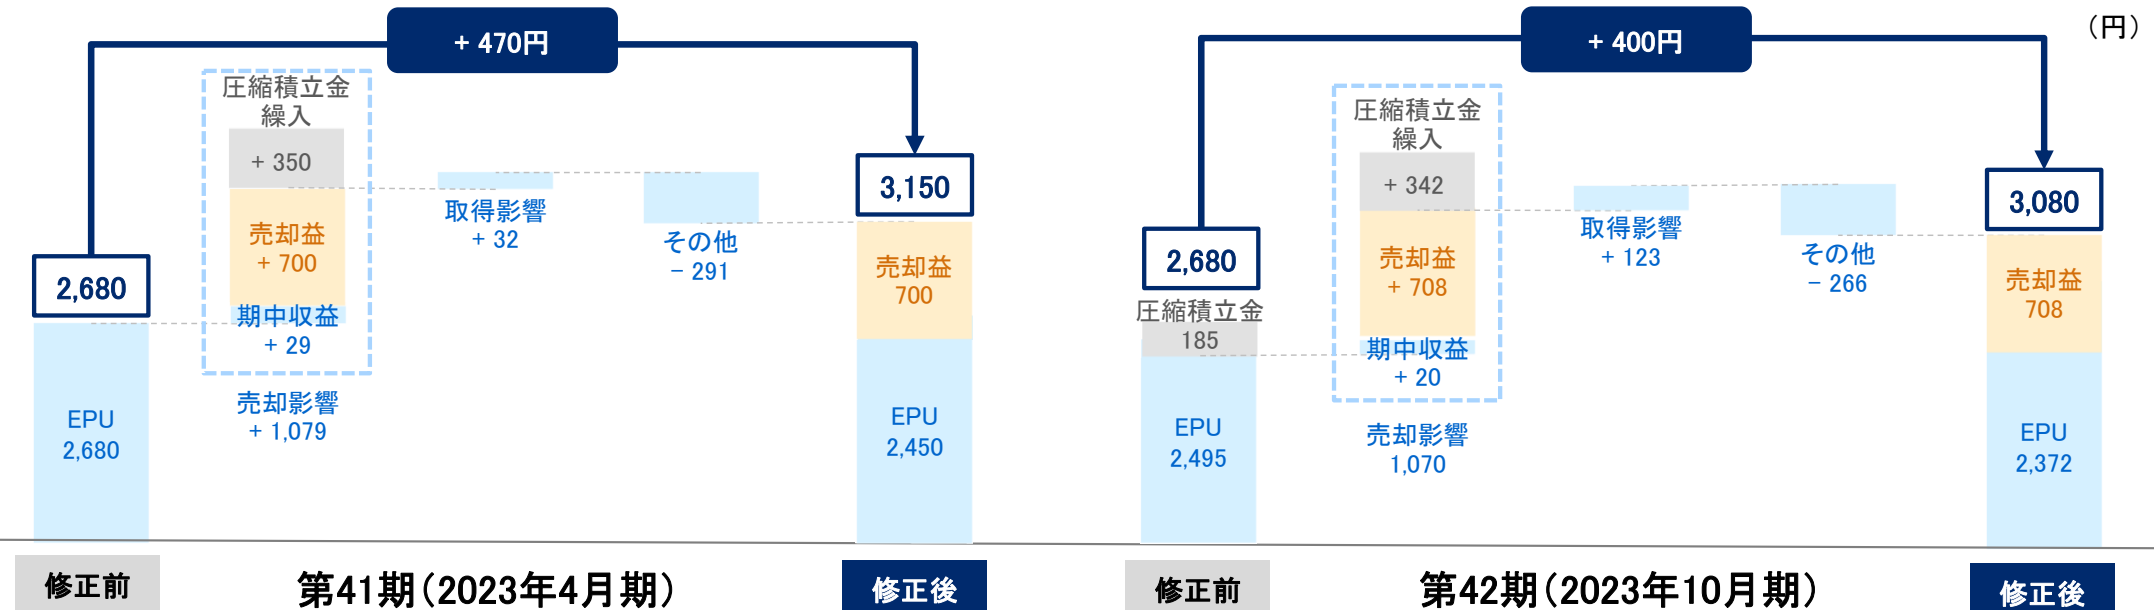 （円）
+ 470円
圧縮積立金
繰入
+ 350
売却益
+ 700
期中収益
+ 29
売却影響
+ 1,079
取得影響
+ 32
その他
− 291
2,680
EPU
2,680
3,150
売却益
700
EPU
2,450
修正前
第41期（2023年4月期）
修正後
+ 400円
2,680
圧縮積立金
185
EPU
2,495
圧縮積立金
繰入
+ 342
売却益
+ 708
期中収益
+ 20
売却影響
1,070
取得影響
+ 123
その他
− 266
3,080
売却益
708
EPU
2,372
修正前
第42期（2023年10月期）
修正後